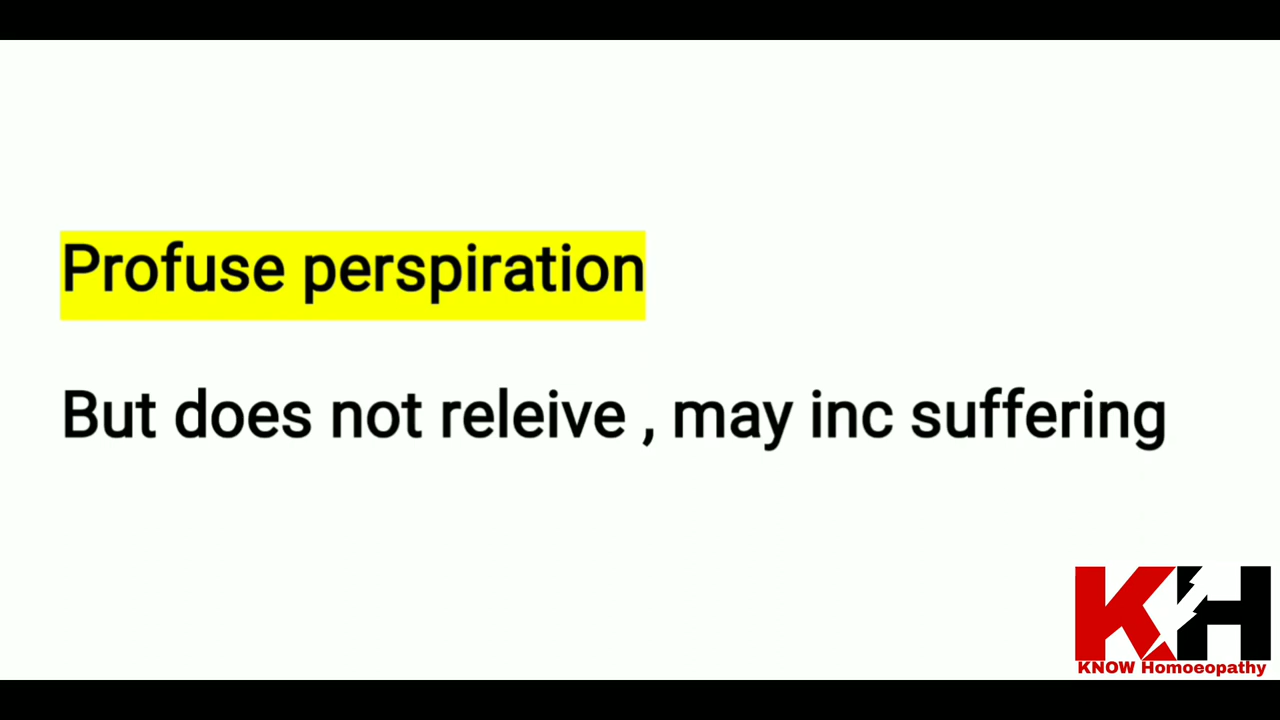 Profuse perspiration
But does not releive , may inc suffering
KH
KNOW Homoeopathy